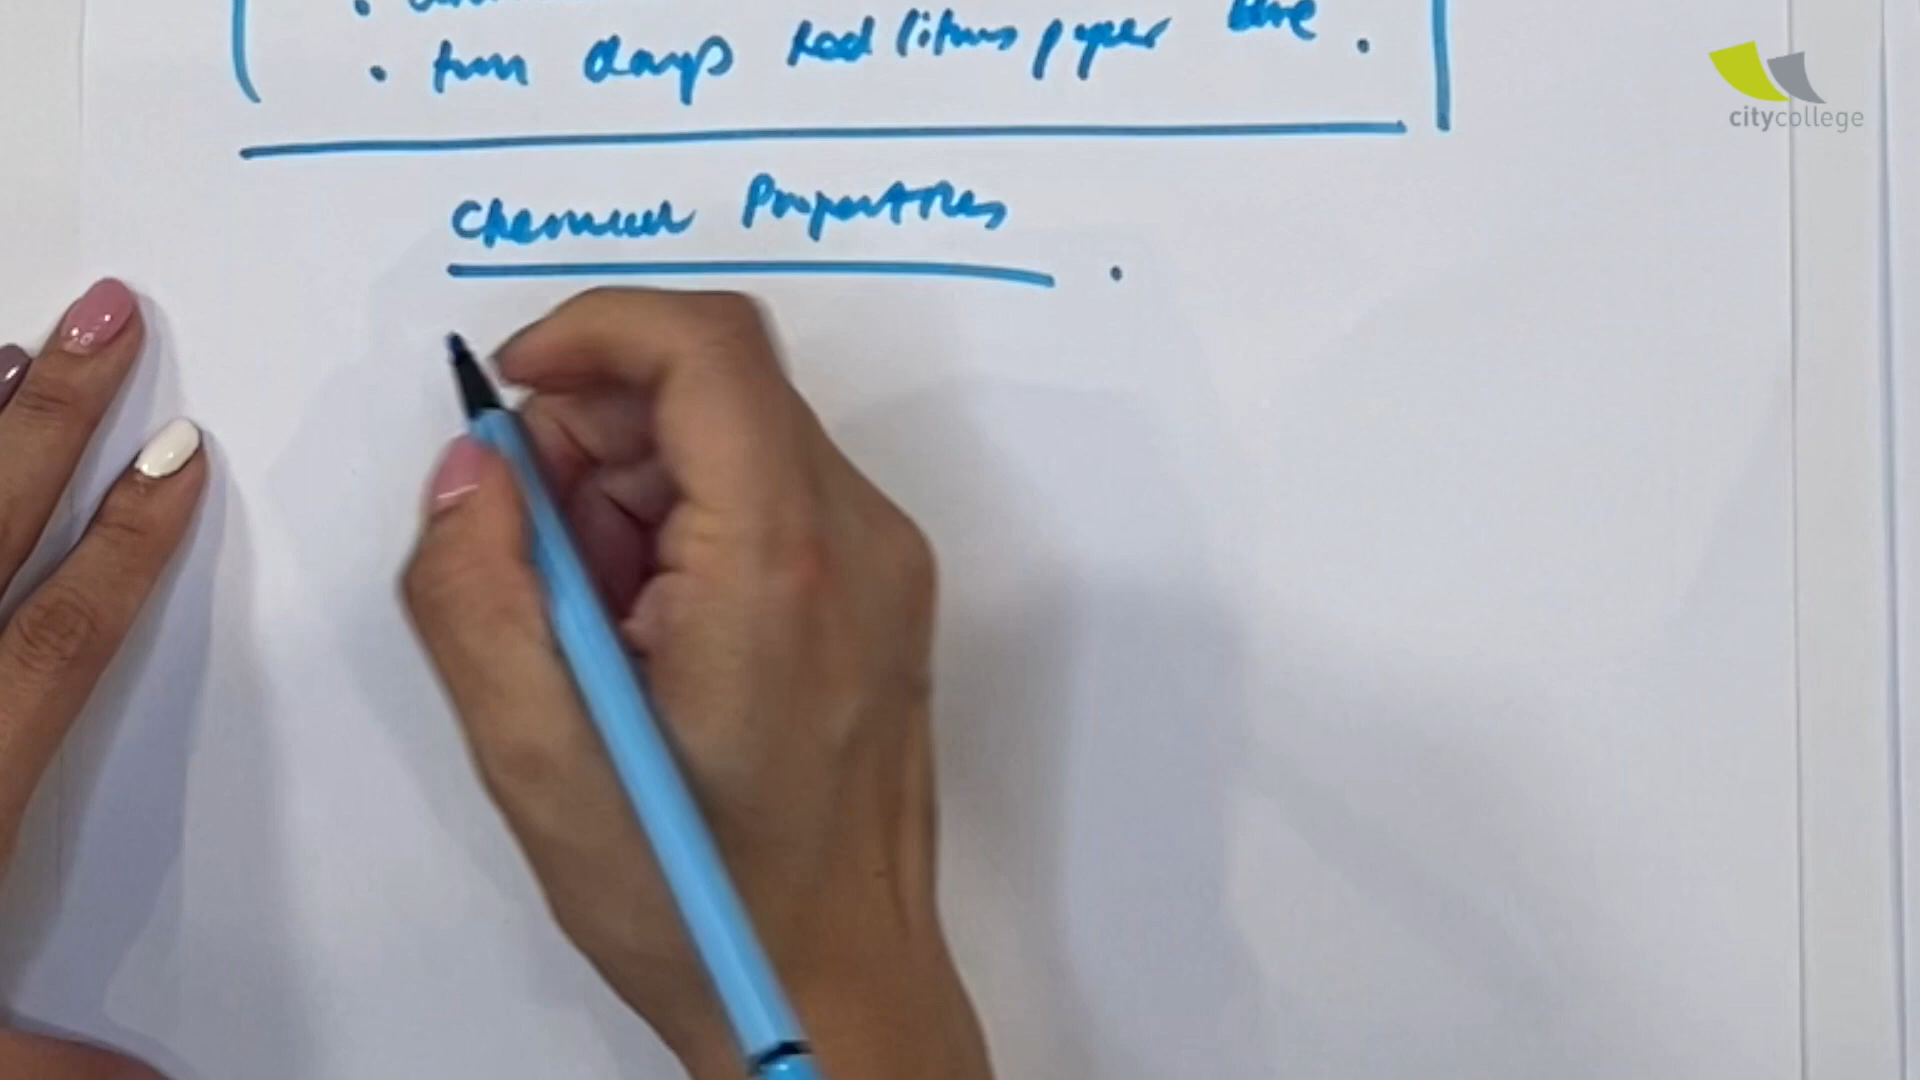 • turn damp red litmus paper blue.
citycollege
Chemical Properties.